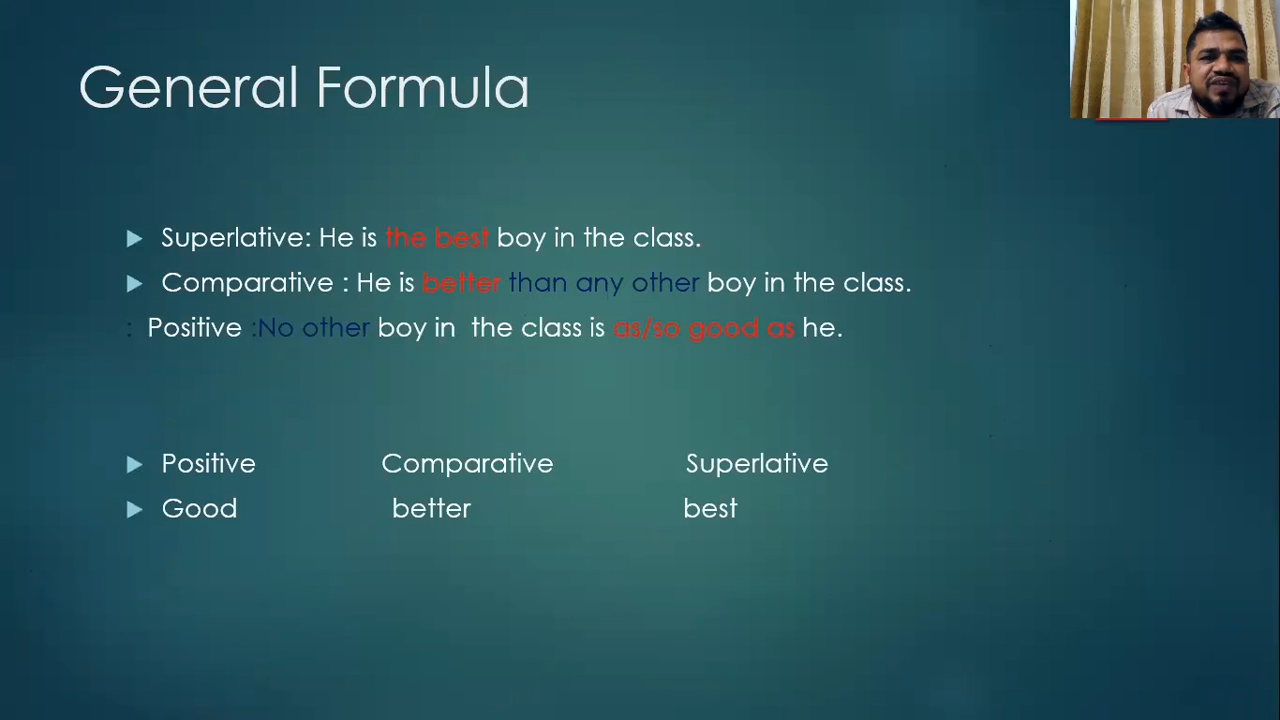 General Formula
Superlative: He is the best boy in the class.
Comparative : He is better than any other boy in the class.
: Positive :No other boy in the class is as/so good as he.
Positive Comparative Superlative
Good better best